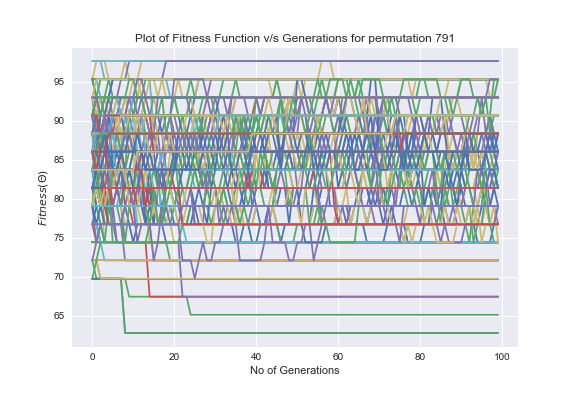 Plot of Fitness Function v/s Generations for permutation 791
95
90
85
80
75
70
65
Fitness(Θ)
0 20 40 60 80 100
No of Generations